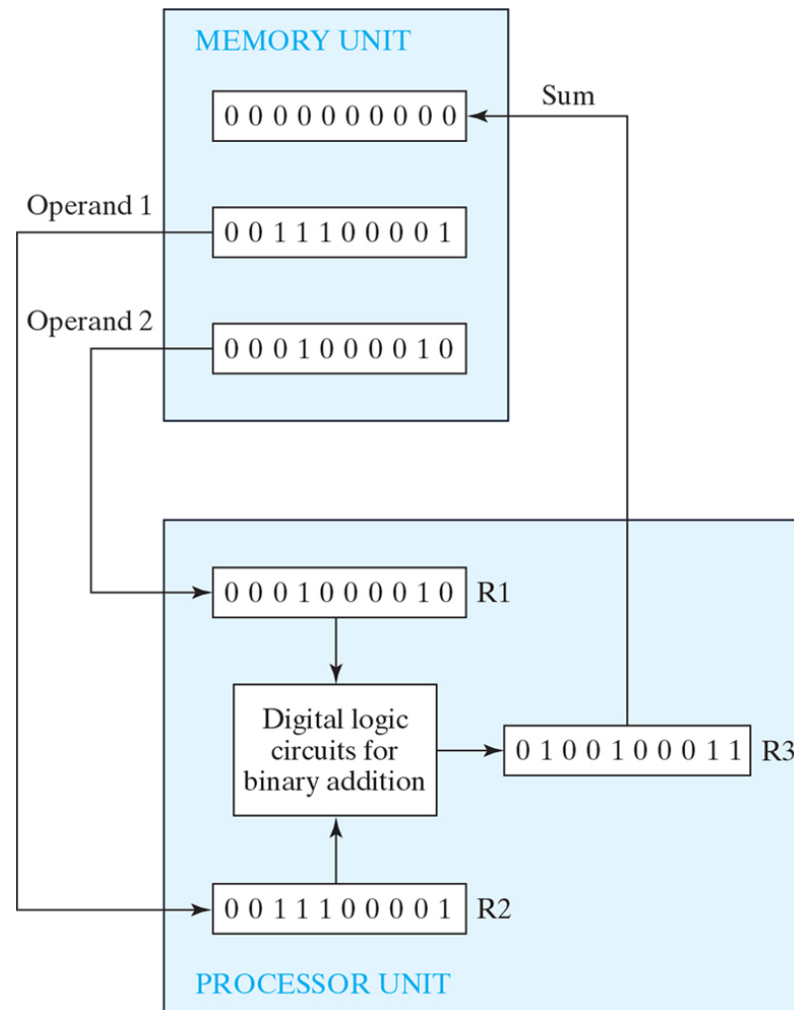 MEMORY UNIT
Sum
0 0 0 0 0 0 0 0 0 0
Operand 1
0 0 1 1 1 0 0 0 0 1
Operand 2
0 0 0 1 0 0 0 0 1 0
0 0 0 1 0 0 0 0 1 0 R1
Digital logic
circuits for
binary addition
0 1 0 0 1 0 0 0 1 1 R3
0 0 1 1 1 0 0 0 0 1 R2
PROCESSOR UNIT